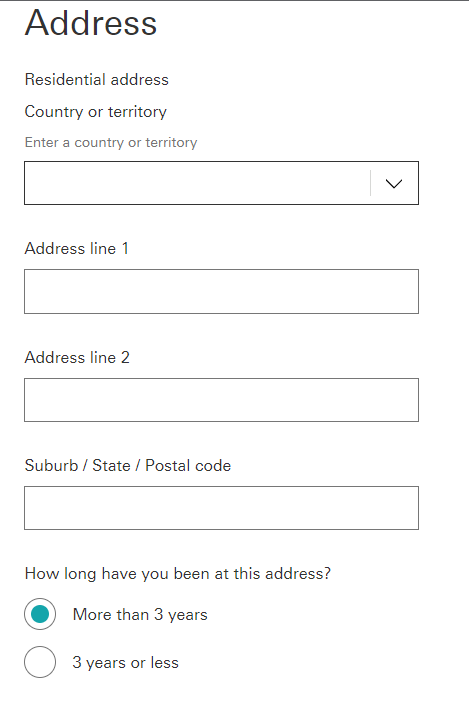 Address
Residential address
Country or territory
Enter a country or territory
Address line 1
Address line 2
Suburb / State / Postal code
How long have you been at this address?
More than 3 years
3 years or less